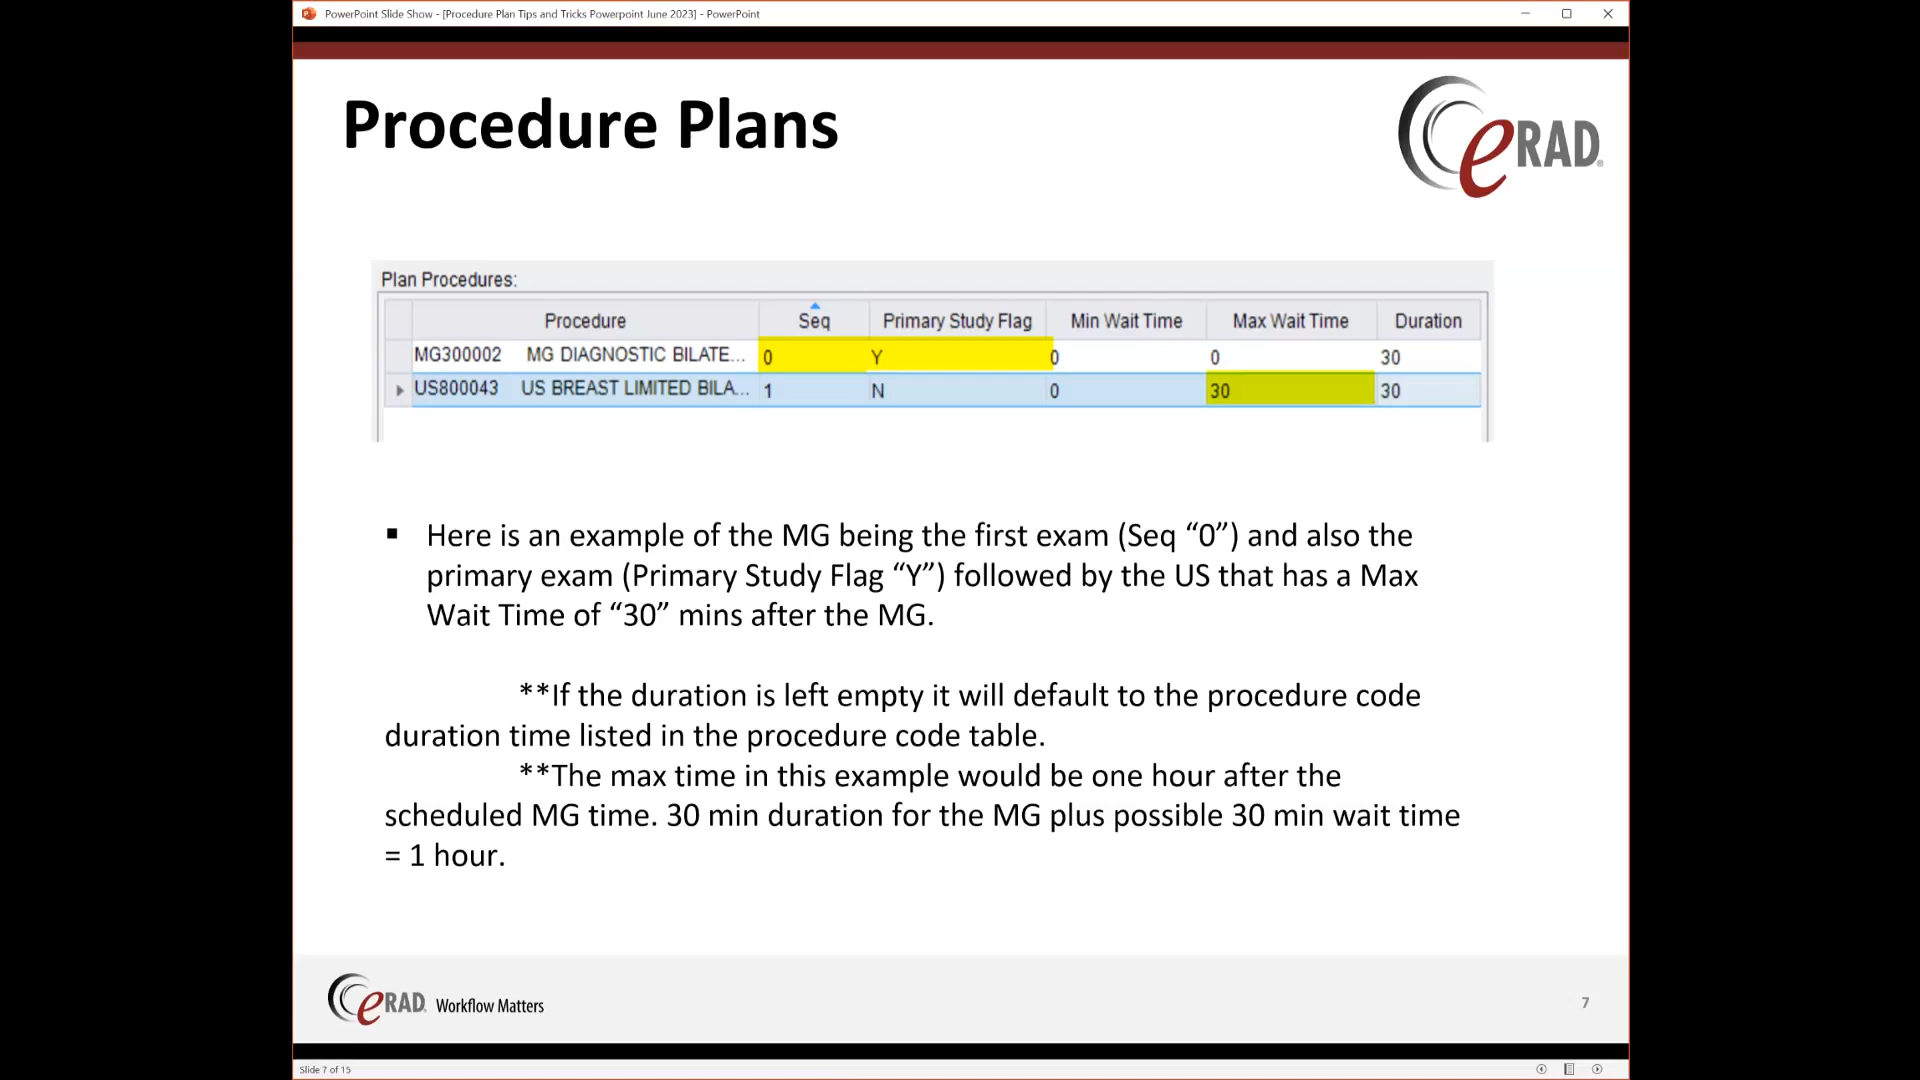 PowerPoint Slide Show - [Procedure Plan Tips and Tricks Powerpoint June 2023] - PowerPoint
Procedure Plans
eRAD®
Plan Procedures:
Procedure Seq Primary Study Flag Min Wait Time Max Wait Time Duration
MG300002 MG DIAGNOSTIC BILATE... 0 Y 0 0 30
US800043 US BREAST LIMITED BILA... 1 N 0 30 30
▪ Here is an example of the MG being the first exam (Seq “0”) and also the
primary exam (Primary Study Flag “Y”) followed by the US that has a Max
Wait Time of “30” mins after the MG.
**If the duration is left empty it will default to the procedure code
duration time listed in the procedure code table.
**The max time in this example would be one hour after the
scheduled MG time. 30 min duration for the MG plus possible 30 min wait time
= 1 hour.
eRAD Workflow Matters
7
Slide 7 of 15